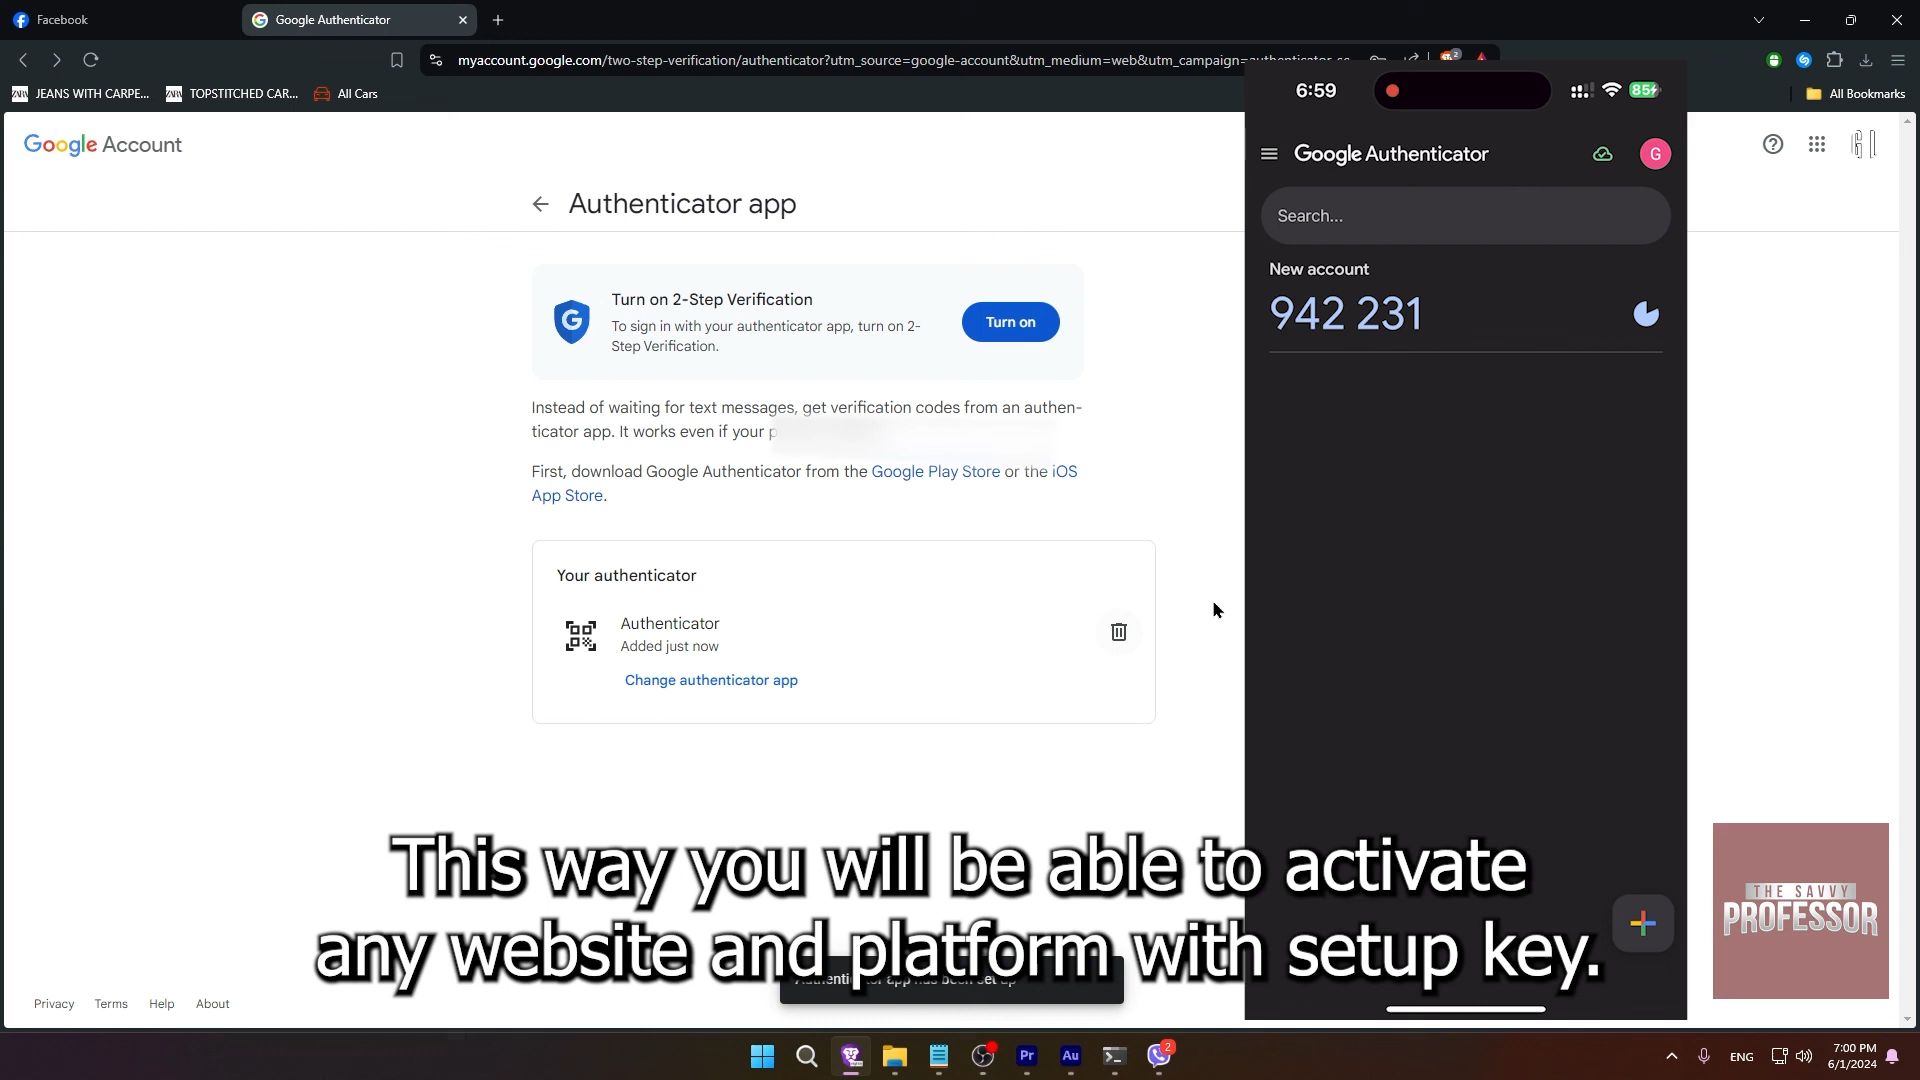 Facebook
Google Authenticator
myaccount.google.com/two-step-verification/authenticator?utm_source=google-account&utm_medium=web&utm_campaign=
2
JEANS WITH CARPE...
TOPSTITCHED CAR...
All Cars
All Bookmarks
Google Account
Authenticator app
Turn on 2-Step Verification
To sign in with your authenticator app, turn on 2-
Step Verification.
Turn on
Instead of waiting for text messages, get verification codes from an authen-
ticator app. It works even if your
First, download Google Authenticator from the Google Play Store or the iOS
App Store.
Your authenticator
Authenticator
Added just now
Change authenticator app
6:59
85
Google Authenticator
G
Search...
New account
942 231
This way you will be able to activate
any website and platform with setup key.
THE SAVVY
PROFESSOR
Privacy
Terms
Help
About
Pr
Au
2
ENG
7:00 PM
6/1/2024